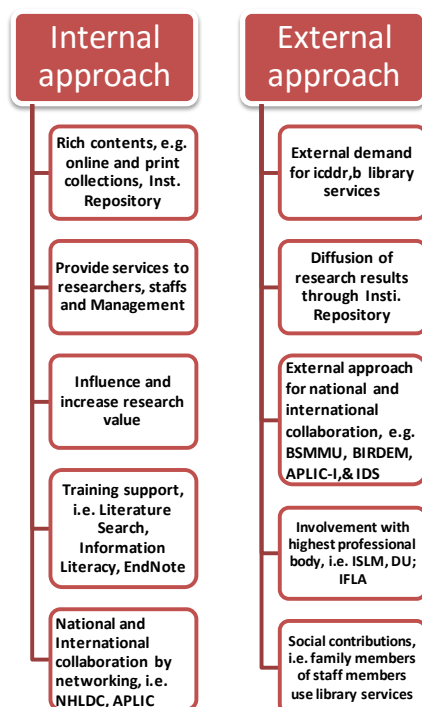 Internal
approach
Rich contents, e.g.
online and print
collections, Inst.
Repository
Provide services to
researchers, staffs
and Management
Influence and
increase research
value
Training support,
i.e. Literature
Search,
Information
Literacy, EndNote
National and
International
collaboration by
networking, i.e.
NHLDC, APLIC
External
approach
External demand
for icddr,b library
services
Diffusion of
research results
through Insti.
Repository
External approach
for national and
international
collaboration, e.g.
BSMMU, BIRDEM,
APLIC-I,& IDS
Involvement with
highest professional
body, i.e. ISLM, DU;
IFLA
Social contributions,
i.e. family members
of staff members
use library services